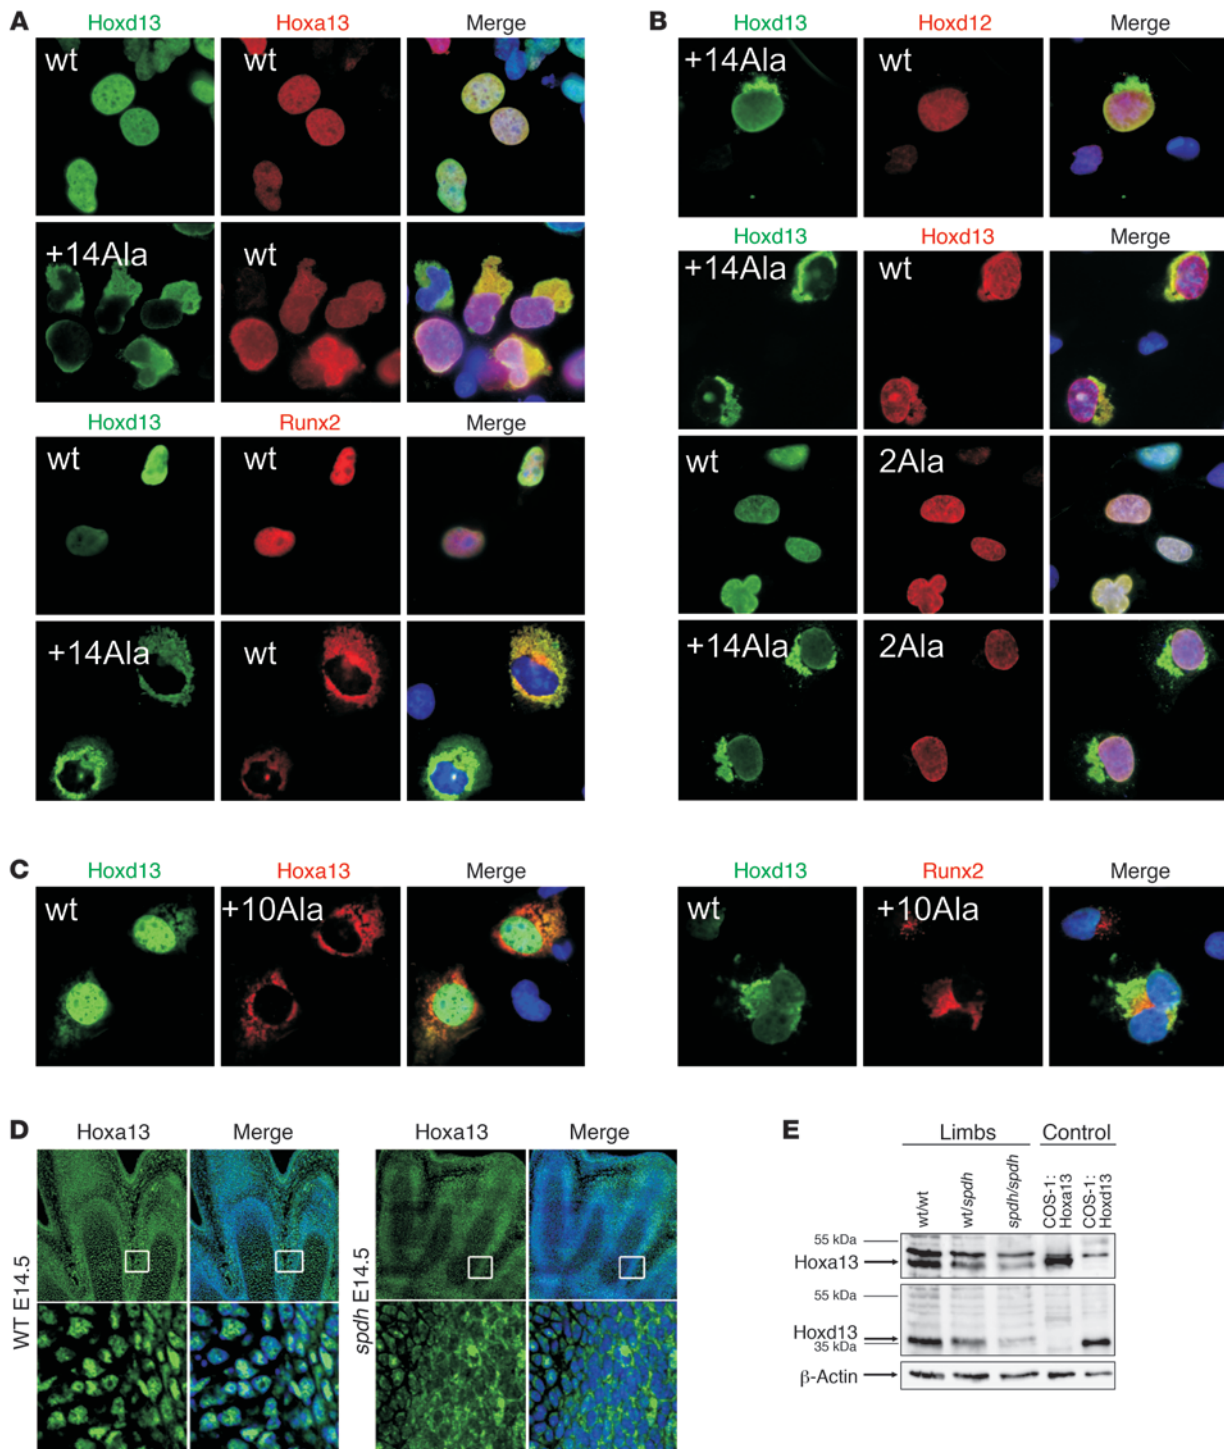 A
Hoxd13 Hoxa13 Merge
wt wt
+14Ala wt
Hoxd13 Runx2 Merge
wt wt
+14Ala wt
B
Hoxd13 Hoxd12 Merge
+14Ala wt
Hoxd13 Hoxd13 Merge
+14Ala wt
wt 2Ala
+14Ala 2Ala
C
Hoxd13 Hoxa13 Merge
wt +10Ala
Hoxd13 Runx2 Merge
wt +10Ala
D
Hoxa13 Merge
WT E14.5
Hoxa13 Merge
spdh E14.5
E
Limbs Control
wt/wt
wt/spdh
spdh/spdh
COS-1:
Hoxa13
COS-1:
Hoxd13
55 kDa
Hoxa13
55 kDa
Hoxd13
35 kDa
β-Actin